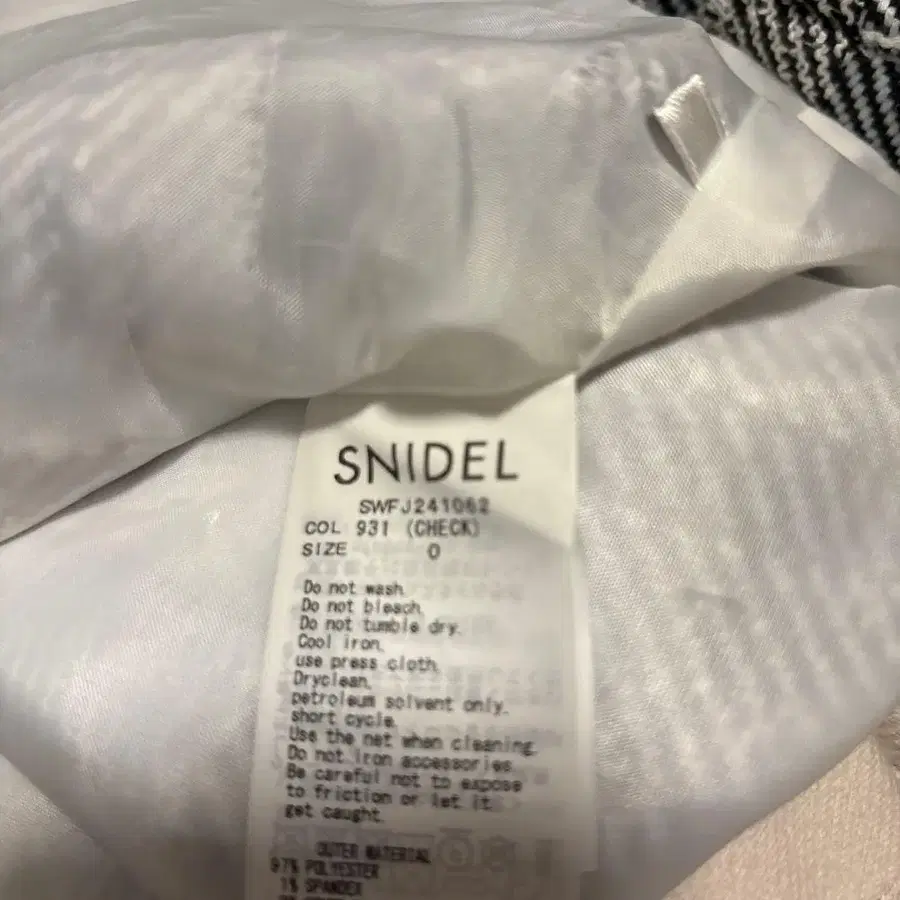 SNIDEL
SWFJ241062
COL 931 (CHECK)
SIZE 0
Do not wash.
Do not bleach.
Do not tumble dry.
Cool iron.
use press cloth.
Dryclean.
petroleum solvent only.
short cycle.
Use the net when cleaning.
Do not iron accessories.
Be careful not to expose
to friction or let it
get caught.
OUTER MATERIAL
97% POLYESTER
1% SPANDEX